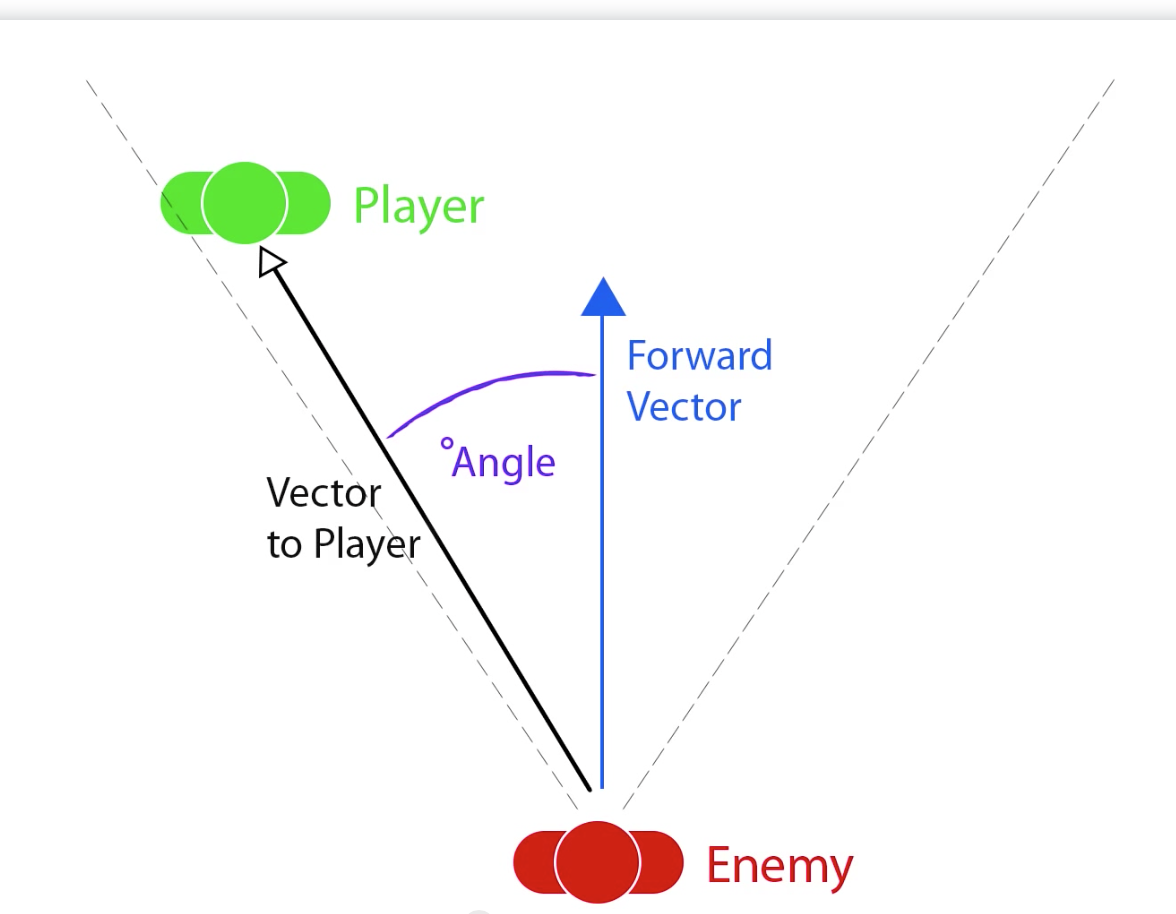 Player
Forward
Vector
°Angle
Vector
to Player
Enemy